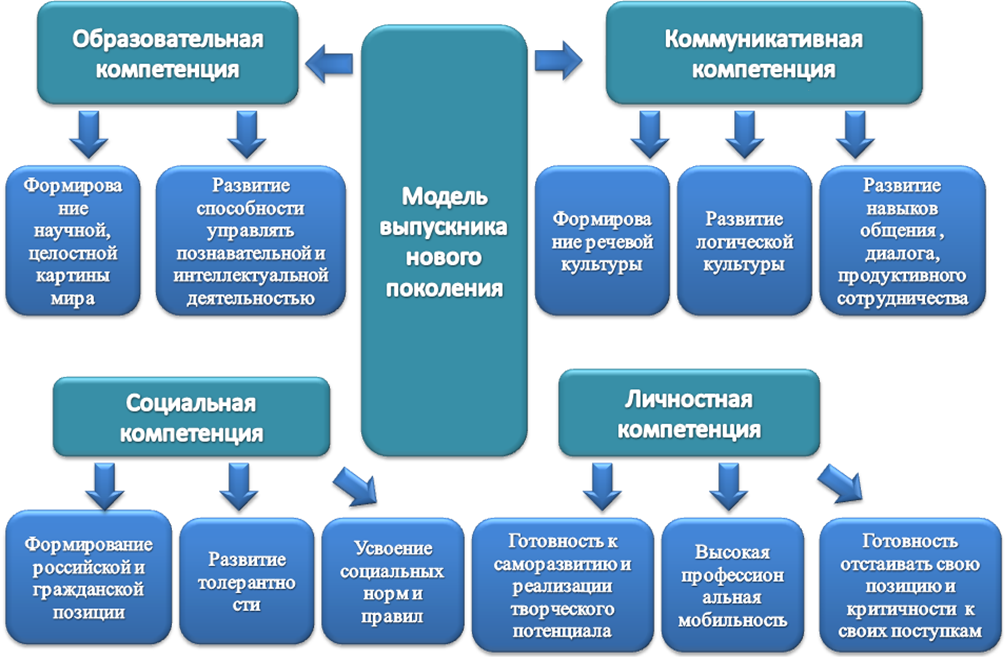 Образовательная
компетенция
Коммуникативная
компетенция
Модель
выпускника
нового
поколения
Формирова
ние
научной,
целостной
картины
мира
Развитие
способности
управлять
познавательной и
интеллектуальной
деятельностью
Формирова
ние речевой
культуры
Развитие
логической
культуры
Развитие
навыков
общения ,
диалога,
продуктивного
сотрудничества
Социальная
компетенция
Личностная
компетенция
Формирование
российской и
гражданской
позиции
Развитие
толерантно
сти
Усвоение
социальных
норм и
правил
Готовность к
саморазвитию и
реализации
творческого
потенциала
Высокая
професcион
альная
мобильность
Готовность
отстаивать свою
позицию и
критичности к
своих поступкам